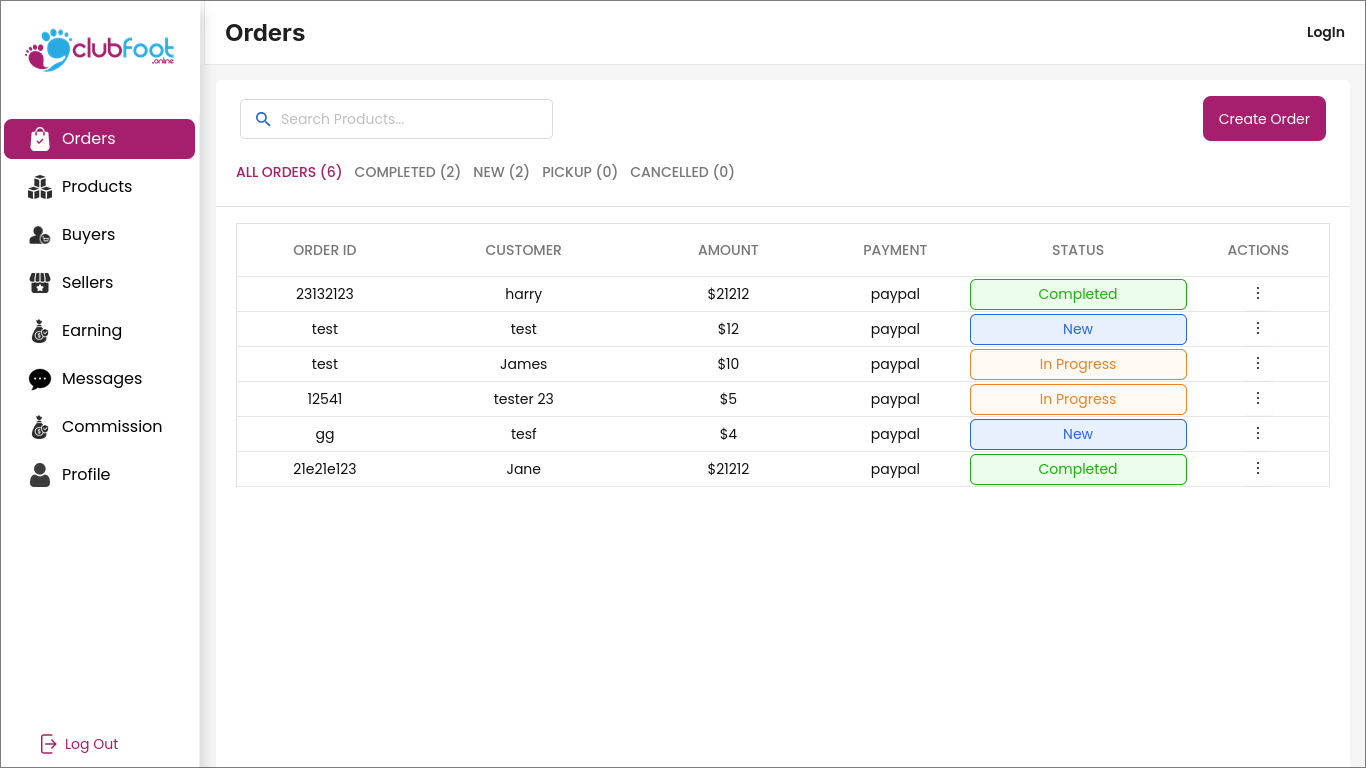 clubfoot
.online
Orders
Products
Buyers
Sellers
Earning
Messages
Commission
Profile
Log Out
Orders
LogIn
Search Products...
Create Order
ALL ORDERS (6) COMPLETED (2) NEW (2) PICKUP (0) CANCELLED (0)
ORDER ID CUSTOMER AMOUNT PAYMENT STATUS ACTIONS
23132123 harry $21212 paypal Completed
test test $12 paypal New
test James $10 paypal In Progress
12541 tester 23 $5 paypal In Progress
gg tesf $4 paypal New
21e21e123 Jane $21212 paypal Completed